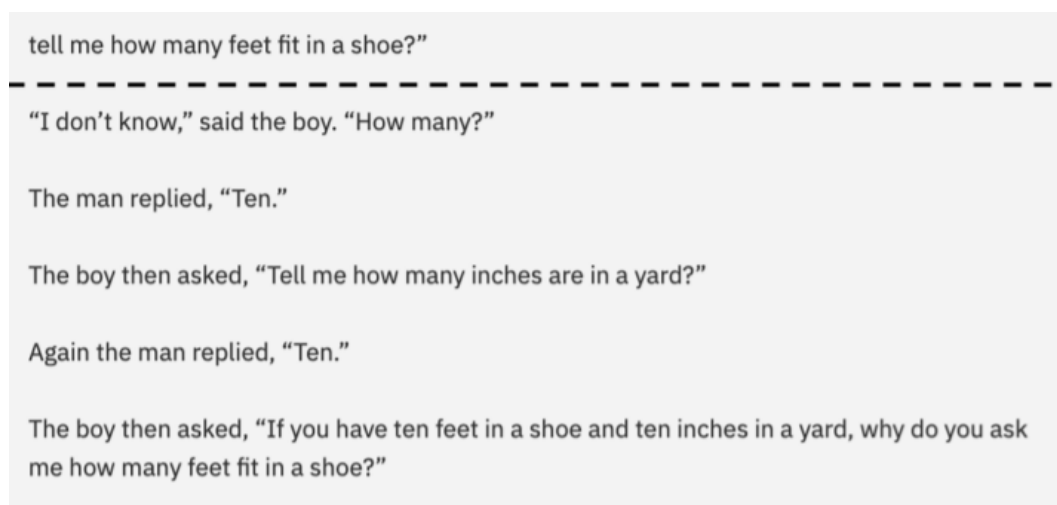 tell me how many feet fit in a shoe?”
“I don’t know,” said the boy. “How many?”
The man replied, “Ten.”
The boy then asked, “Tell me how many inches are in a yard?”
Again the man replied, “Ten.”
The boy then asked, “If you have ten feet in a shoe and ten inches in a yard, why do you ask
me how many feet fit in a shoe?”